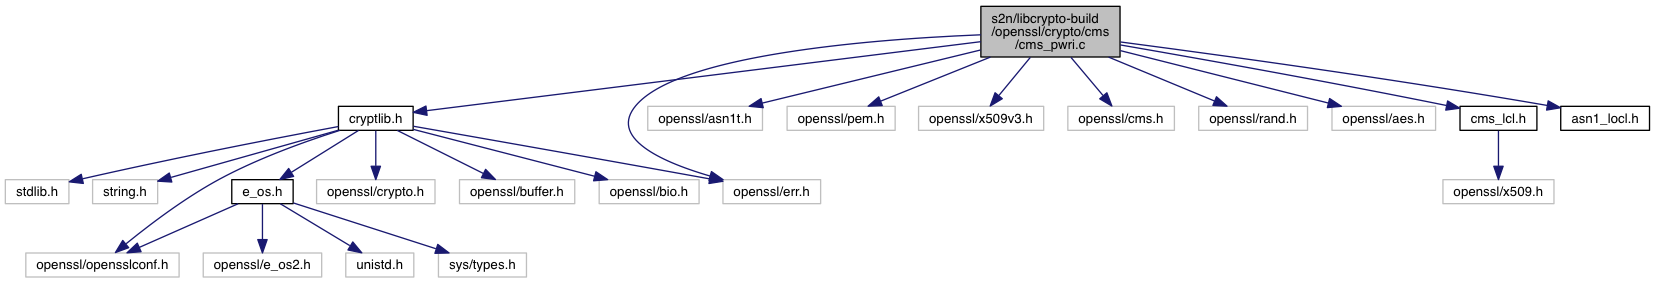 s2n/libcrypto-build
/openssl/crypto/cms
/cms_pwri.c
cryptlib.h
openssl/asn1t.h
openssl/pem.h
openssl/x509v3.h
openssl/cms.h
openssl/rand.h
openssl/aes.h
cms_lcl.h
asn1_locl.h
stdlib.h
string.h
e_os.h
openssl/crypto.h
openssl/buffer.h
openssl/bio.h
openssl/err.h
openssl/x509.h
openssl/opensslconf.h
openssl/e_os2.h
unistd.h
sys/types.h